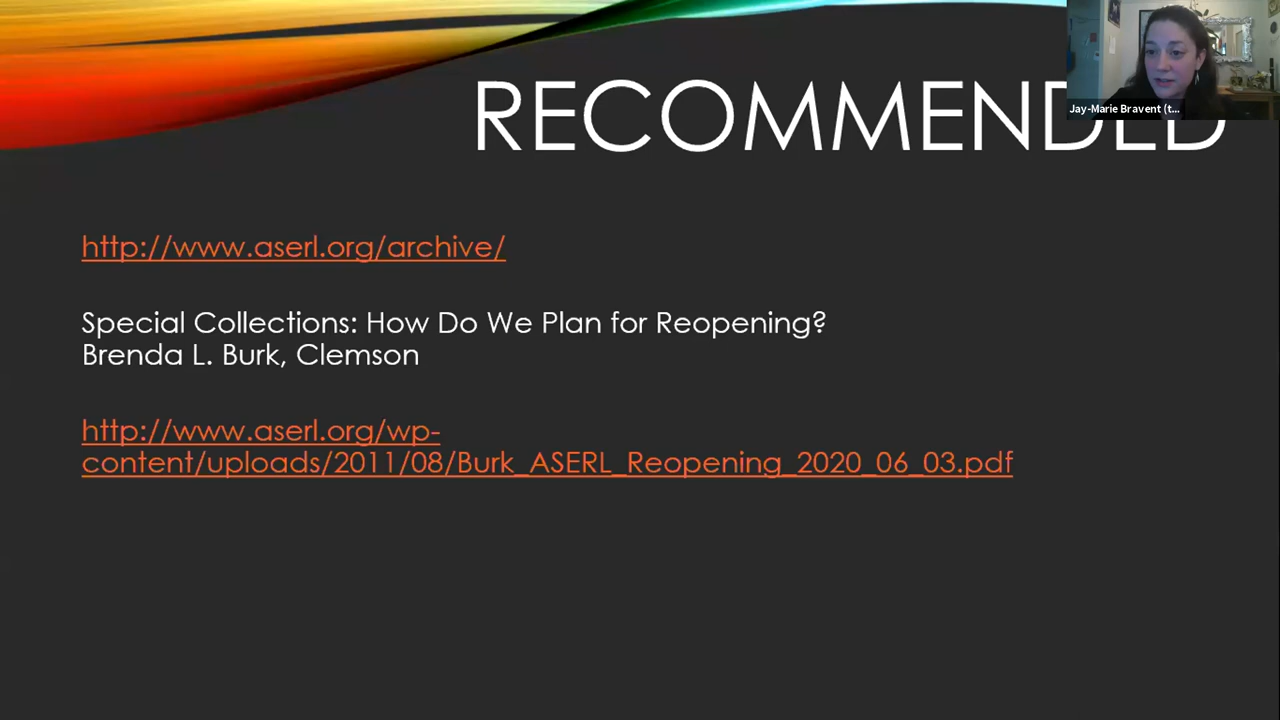 RECOMMENDED
Jay-Marie Bravent (t...
http://www.aserl.org/archive/
Special Collections: How Do We Plan for Reopening?
Brenda L. Burk, Clemson
http://www.aserl.org/wp-
content/uploads/2011/08/Burk_ASERL_Reopening_2020_06_03.pdf